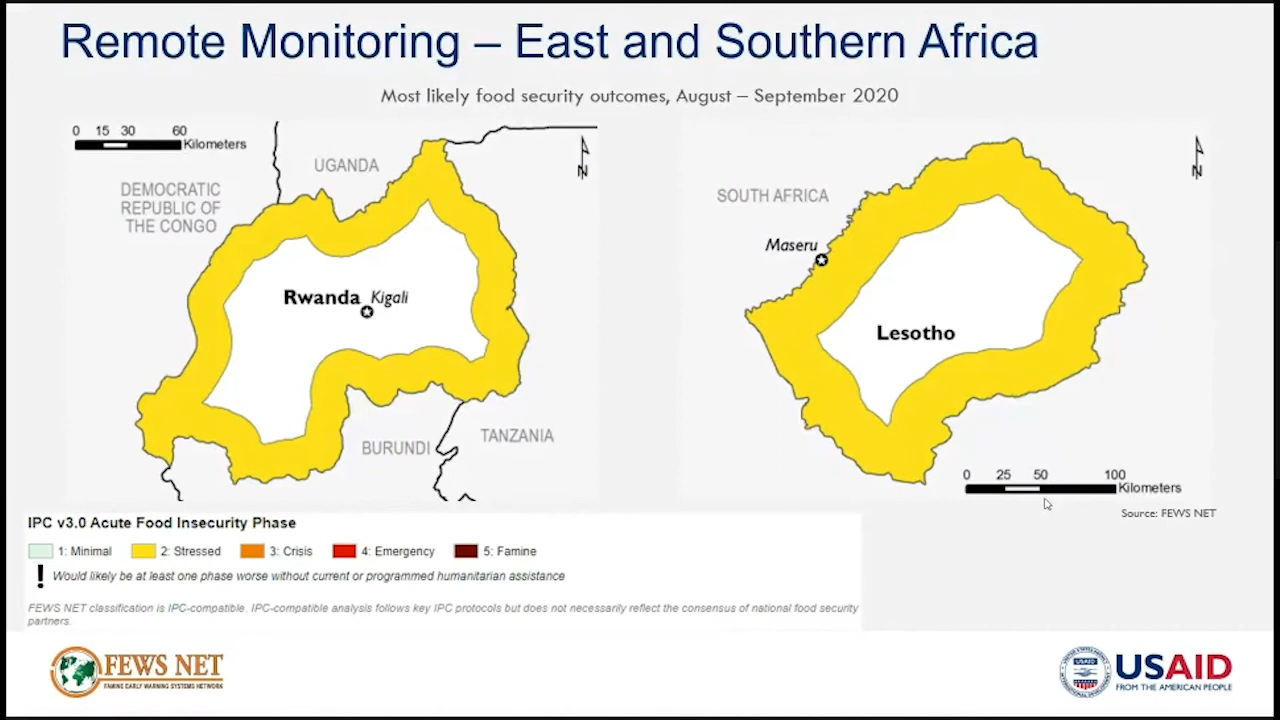 Remote Monitoring – East and Southern Africa
Most likely food security outcomes, August – September 2020
0 15 30 60
Kilometers
UGANDA
N
DEMOCRATIC
REPUBLIC OF
THE CONGO
Rwanda Kigali
BURUNDI
TANZANIA
SOUTH AFRICA
N
Maseru
Lesotho
0 25 50 100
Kilometers
Source: FEWS NET
IPC v3.0 Acute Food Insecurity Phase
1: Minimal 2: Stressed 3: Crisis 4: Emergency 5: Famine
! Would likely be at least one phase worse without current or programmed humanitarian assistance
FEWS NET classification is IPC-compatible. IPC-compatible analysis follows key IPC protocols but does not necessarily reflect the consensus of national food security
partners.
FEWS NET
FAMINE EARLY WARNING SYSTEMS NETWORK
USAID
USAID
FROM THE AMERICAN PEOPLE